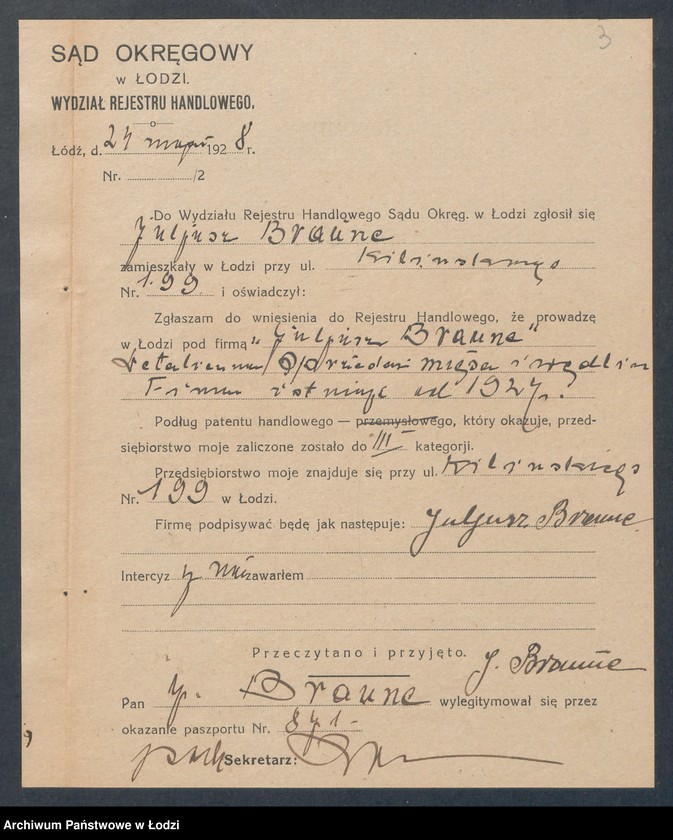 3
SĄD OKRĘGOWY
w ŁODZI.
WYDZIAŁ REJESTRU HANDLOWEGO.
Łódź, d. 24 maja 1928 r.
Nr. /2
Do Wydziału Rejestru Handlowego Sądu Okręg. w Łodzi zgłosił się
Juljusz Braune
zamieszkały w Łodzi przy ul. Kilińskiego
Nr. 199 i oświadczył:
Zgłaszam do wniesienia do Rejestru Handlowego, że prowadzę
w Łodzi pod firmą "Juljusz Braune"
Detaliczna sprzedaż mięsa i wędlin
Firma istnieje od 1927 r.
Podług patentu handlowego — przemysłowego, który okazuje, przed-
siębiorstwo moje zaliczone zostało do III kategorji.
Przedsiębiorstwo moje znajduje się przy ul. Kilińskiego
Nr. 199 w Łodzi.
Firmę podpisywać będę jak następuje: Juljusz Braune
Intercyz y nie zawarłem
Przeczytano i przyjęto. J. Braune
Pan J. Braune wylegitymował się przez
okazanie paszportu Nr. 871-
Sekretarz:
Archiwum Państwowe w Łodzi